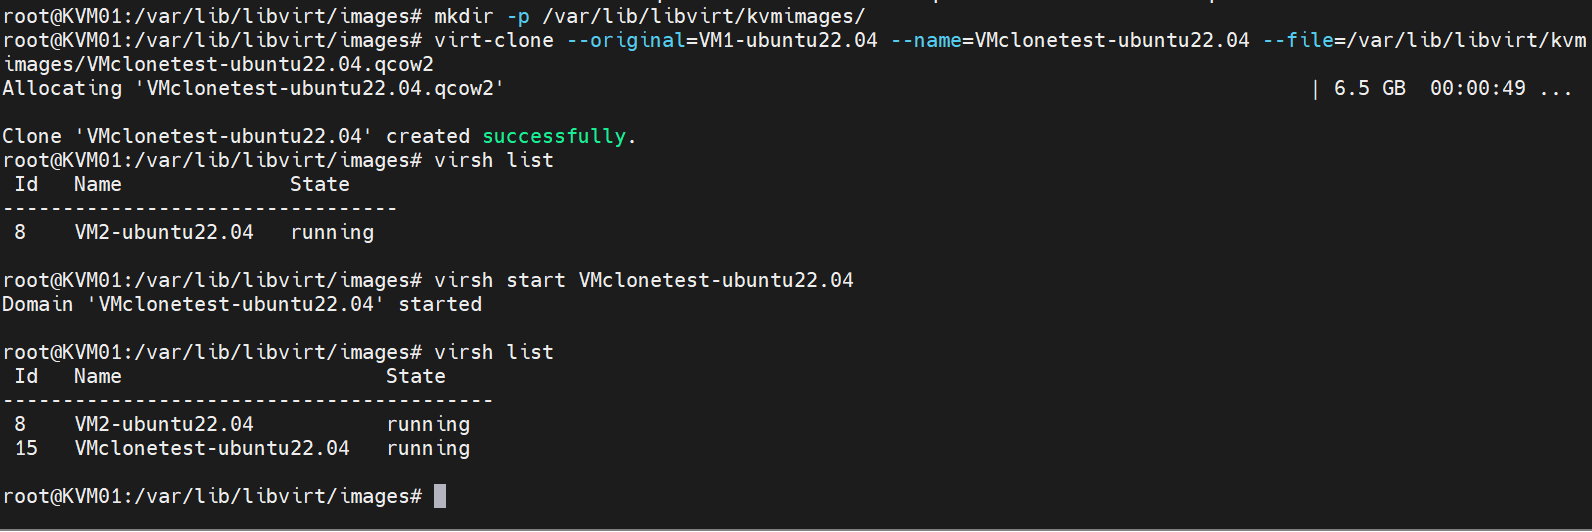 root@KVM01:/var/lib/libvirt/images# mkdir -p /var/lib/libvirt/kvmimages/
root@KVM01:/var/lib/libvirt/images# virt-clone --original=VM1-ubuntu22.04 --name=VMclonetest-ubuntu22.04 --file=/var/lib/libvirt/kvm
images/VMclonetest-ubuntu22.04.qcow2
Allocating 'VMclonetest-ubuntu22.04.qcow2' | 6.5 GB 00:00:49 ...
Clone 'VMclonetest-ubuntu22.04' created successfully.
root@KVM01:/var/lib/libvirt/images# virsh list
Id Name State
---------------------------------
8 VM2-ubuntu22.04 running
root@KVM01:/var/lib/libvirt/images# virsh start VMclonetest-ubuntu22.04
Domain 'VMclonetest-ubuntu22.04' started
root@KVM01:/var/lib/libvirt/images# virsh list
Id Name State
-----------------------------------------
8 VM2-ubuntu22.04 running
15 VMclonetest-ubuntu22.04 running
root@KVM01:/var/lib/libvirt/images#